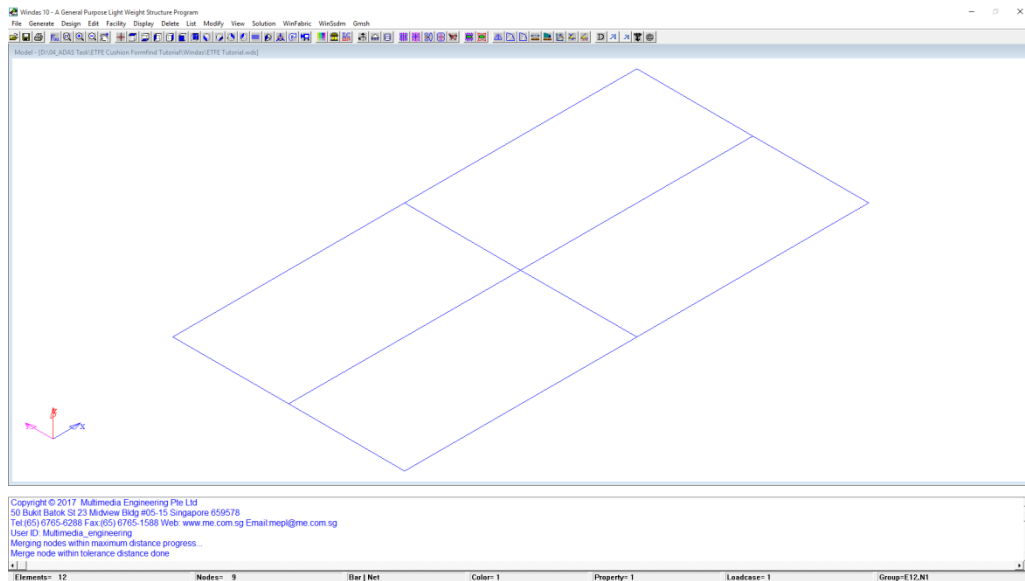 Windes 10 - A General Purpose Light Weight Structure Program
File Generate Design Edit Facility Display Delete List Modify View Solution WinFabric WinSsdm Gmsh
Model - [D:\04_ADAS Task\ETFE Cushion Formfind Tutorial\Windas\ETFE Tutorial.wds]
X
Copyright © 2017 Multimedia Engineering Pte Ltd
50 Bukit Batok St 23 Midview Bldg #05-15 Singapore 659578
Tel:(65) 6765-6288 Fax:(65) 6765-1588 Web: www.me.com.sg Email:mepl@me.com.sg
User ID: Multimedia_engineering
Merging nodes within maximum distance progress...
Merge node within tolerance distance done
Elements= 12 Nodes= 9 Bar | Net Color= 1 Property= 1 Loadcase= 1 Group=E12,N1